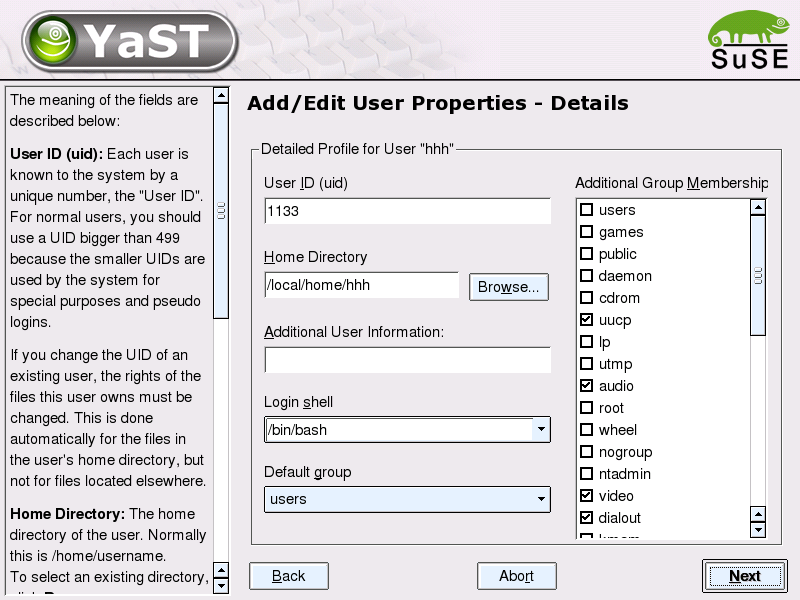 YaST
SuSE
The meaning of the fields are
described below:
User ID (uid): Each user is
known to the system by a
unique number, the "User ID".
For normal users, you should
use a UID bigger than 499
because the smaller UIDs are
used by the system for
special purposes and pseudo
logins.
If you change the UID of an
existing user, the rights of the
files this user owns must be
changed. This is done
automatically for the files in
the user's home directory, but
not for files located elsewhere.
Home Directory: The home
directory of the user. Normally
this is /home/username.
To select an existing directory,
Add/Edit User Properties - Details
Detailed Profile for User "hhh"
User ID (uid)
1133
Home Directory
/local/home/hhh
Browse...
Additional User Information:
Login shell
/bin/bash
Default group
users
Additional Group Membership
users
games
public
daemon
cdrom
uucp
lp
utmp
audio
root
wheel
nogroup
ntadmin
video
dialout
Back
Abort
Next